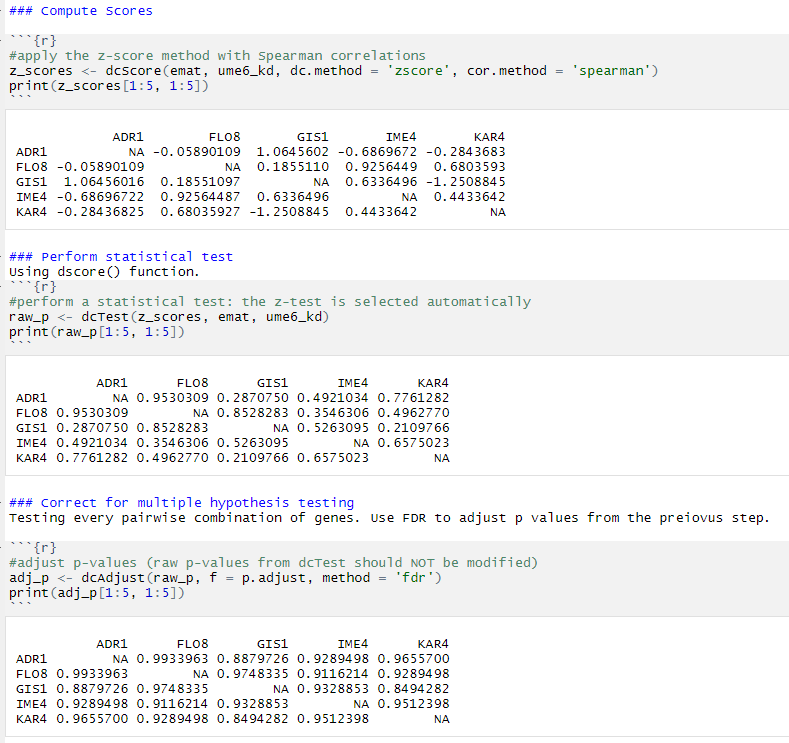 ### Compute Scores
```{r}
#apply the z-score method with Spearman correlations
z_scores <- dcScore(emat, ume6_kd, dc.method = 'zscore', cor.method = 'spearman')
print(z_scores[1:5, 1:5])
```
ADR1 FLO8 GIS1 IME4 KAR4
ADR1 NA -0.05890109 1.0645602 -0.6869672 -0.2843683
FLO8 -0.05890109 NA 0.1855110 0.9256449 0.6803593
GIS1 1.06456016 0.18551097 NA 0.6336496 -1.2508845
IME4 -0.68696722 0.92564487 0.6336496 NA 0.4433642
KAR4 -0.28436825 0.68035927 -1.2508845 0.4433642 NA
### Perform statistical test
Using dscore() function.
```{r}
#perform a statistical test: the z-test is selected automatically
raw_p <- dcTest(z_scores, emat, ume6_kd)
print(raw_p[1:5, 1:5])
```
ADR1 FLO8 GIS1 IME4 KAR4
ADR1 NA 0.9530309 0.2870750 0.4921034 0.7761282
FLO8 0.9530309 NA 0.8528283 0.3546306 0.4962770
GIS1 0.2870750 0.8528283 NA 0.5263095 0.2109766
IME4 0.4921034 0.3546306 0.5263095 NA 0.6575023
KAR4 0.7761282 0.4962770 0.2109766 0.6575023 NA
### Correct for multiple hypothesis testing
Testing every pairwise combination of genes. Use FDR to adjust p values from the preiovus step.
```{r}
#adjust p-values (raw p-values from dcTest should NOT be modified)
adj_p <- dcAdjust(raw_p, f = p.adjust, method = 'fdr')
print(adj_p[1:5, 1:5])
```
ADR1 FLO8 GIS1 IME4 KAR4
ADR1 NA 0.9933963 0.8879726 0.9289498 0.9655700
FLO8 0.9933963 NA 0.9748335 0.9116214 0.9289498
GIS1 0.8879726 0.9748335 NA 0.9328853 0.8494282
IME4 0.9289498 0.9116214 0.9328853 NA 0.9512398
KAR4 0.9655700 0.9289498 0.8494282 0.9512398 NA